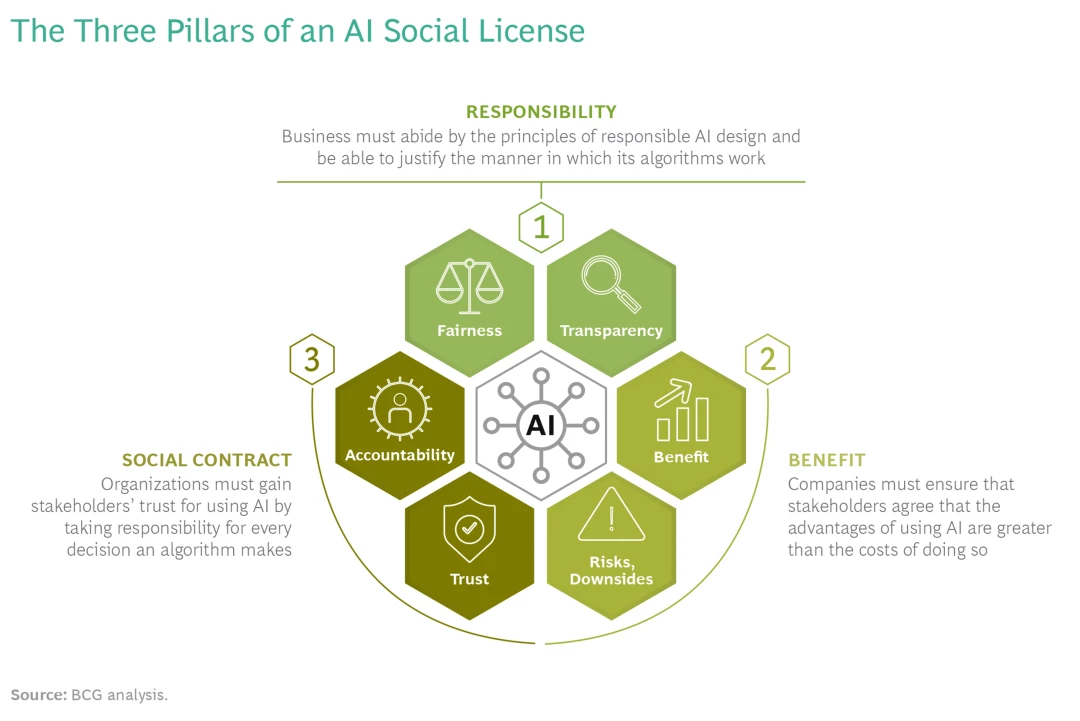 The Three Pillars of an AI Social License
RESPONSIBILITY
Business must abide by the principles of responsible AI design and
be able to justify the manner in which its algorithms work
1
Fairness
Transparency
3
2
Accountability
AI
Benefit
SOCIAL CONTRACT
Organizations must gain
stakeholders’ trust for using AI by
taking responsibility for every
decision an algorithm makes
BENEFIT
Companies must ensure that
stakeholders agree that the
advantages of using AI are greater
than the costs of doing so
Trust
Risks,
Downsides
Source: BCG analysis.